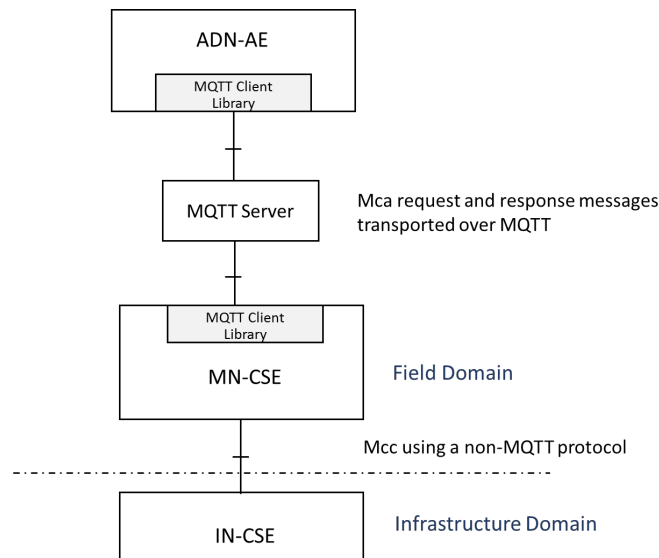 ADN-AE
MQTT Client
Library
MQTT Server
Mca request and response messages
transported over MQTT
MQTT Client
Library
MN-CSE
Field Domain
Mcc using a non-MQTT protocol
IN-CSE
Infrastructure Domain